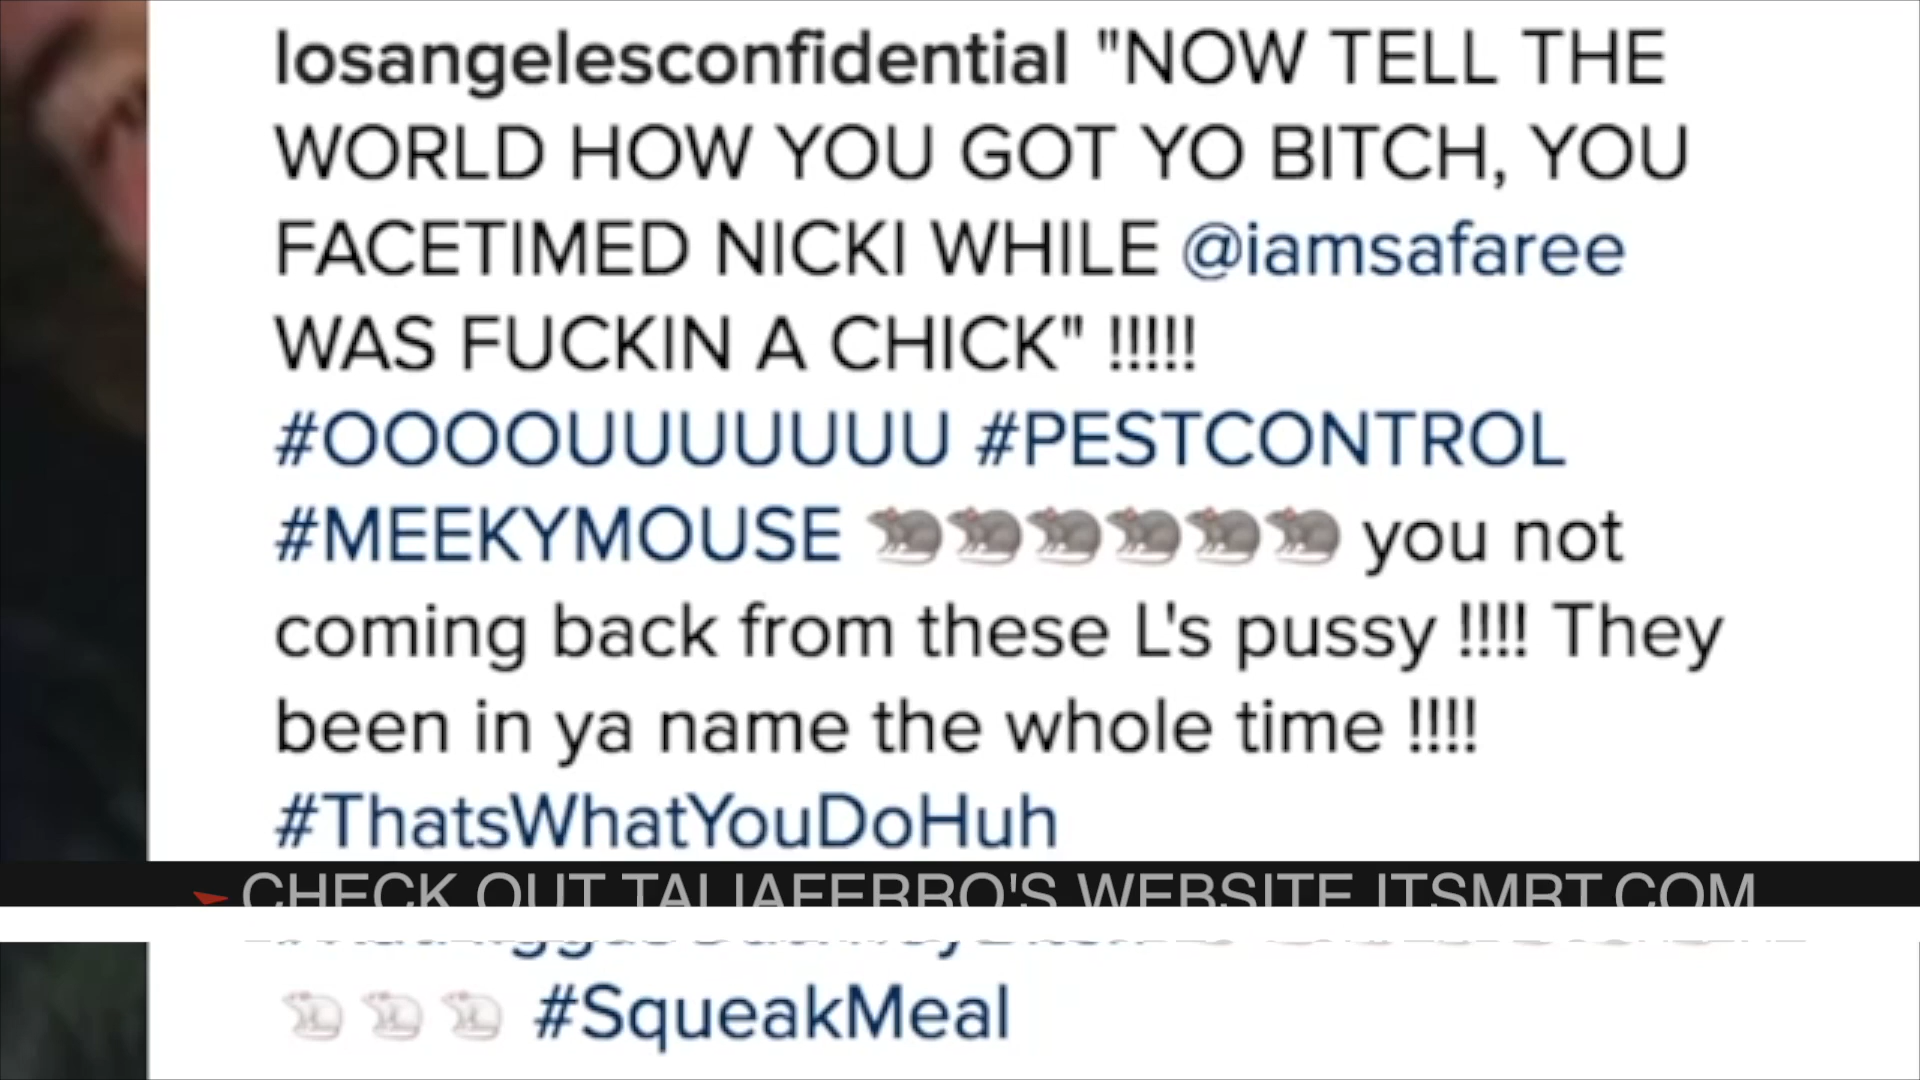 losangelesconfidential "NOW TELL THE
WORLD HOW YOU GOT YO BITCH, YOU
FACETIMED NICKI WHILE @iamsafaree
WAS FUCKIN A CHICK" !!!!!
#OOOOUUUUUUU #PESTCONTROL
#MEEKYMOUSE 🐀🐀🐀🐀🐀🐀 you not
coming back from these L's pussy !!!! They
been in ya name the whole time !!!!
#ThatsWhatYouDoHuh
CHECK OUT TALIAFERRO'S WEBSITE ITSMRT.COM
🐁🐁🐁 #SqueakMeal